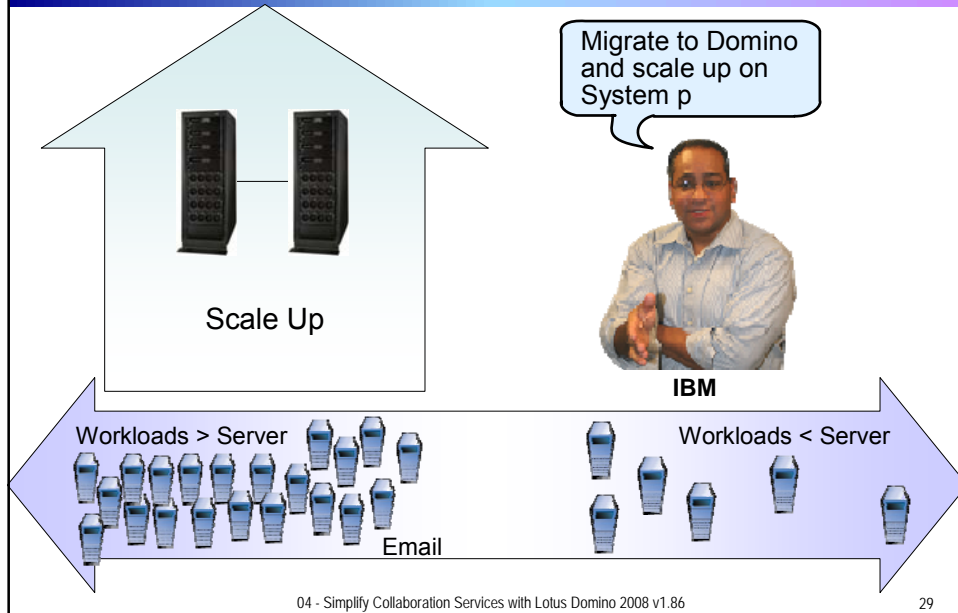 Migrate to Domino
and scale up on
System p
Scale Up
IBM
Workloads > Server
Workloads < Server
Email
04 - Simplify Collaboration Services with Lotus Domino 2008 v1.86
29